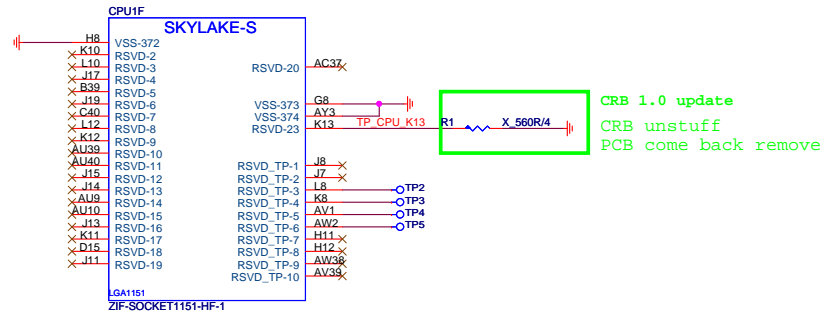 CPU1F
SKYLAKE-S
H8 VSS-372
K10 RSVD-2
L10 RSVD-3
J17 RSVD-4
B39 RSVD-5
J19 RSVD-6
C40 RSVD-7
L12 RSVD-8
K12 RSVD-9
AU39 RSVD-10
AU40 RSVD-11
J15 RSVD-12
J14 RSVD-13
AU9 RSVD-14
AU10 RSVD-15
J13 RSVD-16
K11 RSVD-17
D15 RSVD-18
J11 RSVD-19
RSVD-20 AC37
VSS-373 G8
VSS-374 AY3
RSVD-23 K13 TP_CPU_K13 R1 X_560R/4
RSVD_TP-1 J8
RSVD_TP-2 J7
RSVD_TP-3 L8 TP2
RSVD_TP-4 K8 TP3
RSVD_TP-5 AV1 TP4
RSVD_TP-6 AW2 TP5
RSVD_TP-7 H11
RSVD_TP-8 H12
RSVD_TP-9 AW38
RSVD_TP-10 AV39
LGA1151
ZIF-SOCKET1151-HF-1
CRB 1.0 update
CRB unstuff
PCB come back remove